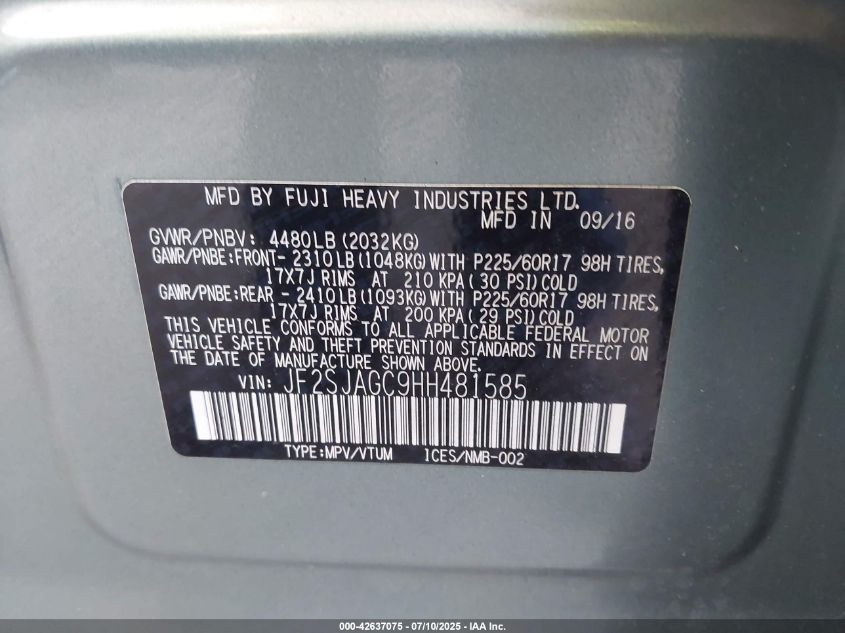 MFD BY FUJI HEAVY INDUSTRIES LTD.
MFD IN 09/16
GVWR/PNBV: 4480LB (2032KG)
GAWR/PNBE:FRONT- 2310LB (1048KG) WITH P225/60R17 98H TIRES,
17X7J RIMS AT 210 KPA ( 30 PSI) COLD
GAWR/PNBE:REAR - 2410LB (1093KG) WITH P225/60R17 98H TIRES,
17X7J RIMS AT 200 KPA ( 29 PSI) COLD
THIS VEHICLE CONFORMS TO ALL APPLICABLE FEDERAL MOTOR
VEHICLE SAFETY AND THEFT PREVENTION STANDARDS IN EFFECT ON
THE DATE OF MANUFACTURE SHOWN ABOVE.
VIN: JF2SJAGC9HH481585
TYPE:MPV/VTUM ICES/NMB-002
000-42637075 - 07/10/2025 - IAA Inc.